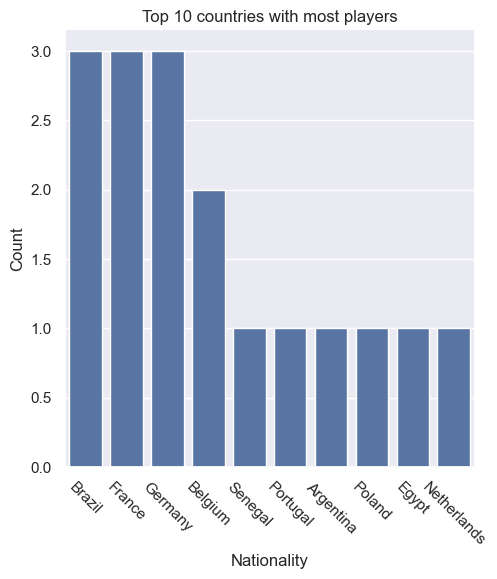 Top 10 countries with most players
3.0
2.5
2.0
1.5
1.0
0.5
0.0
Count
Brazil
France
Germany
Belgium
Senegal
Portugal
Argentina
Poland
Egypt
Netherlands
Nationality